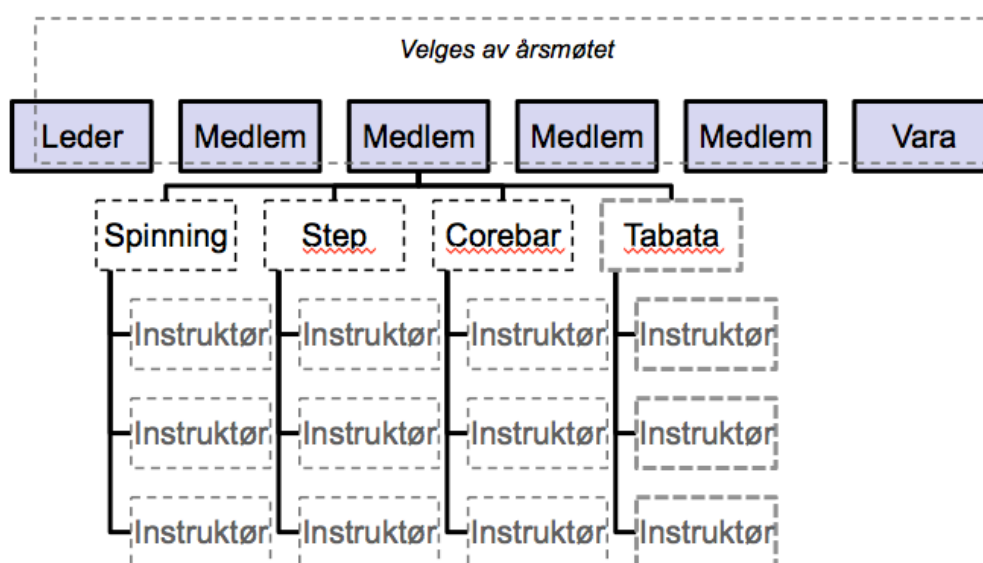 Velges av årsmøtet
Leder Medlem Medlem Medlem Medlem Vara
Spinning Step Corebar Tabata
Instruktør Instruktør Instruktør Instruktør
Instruktør Instruktør Instruktør Instruktør
Instruktør Instruktør Instruktør Instruktør